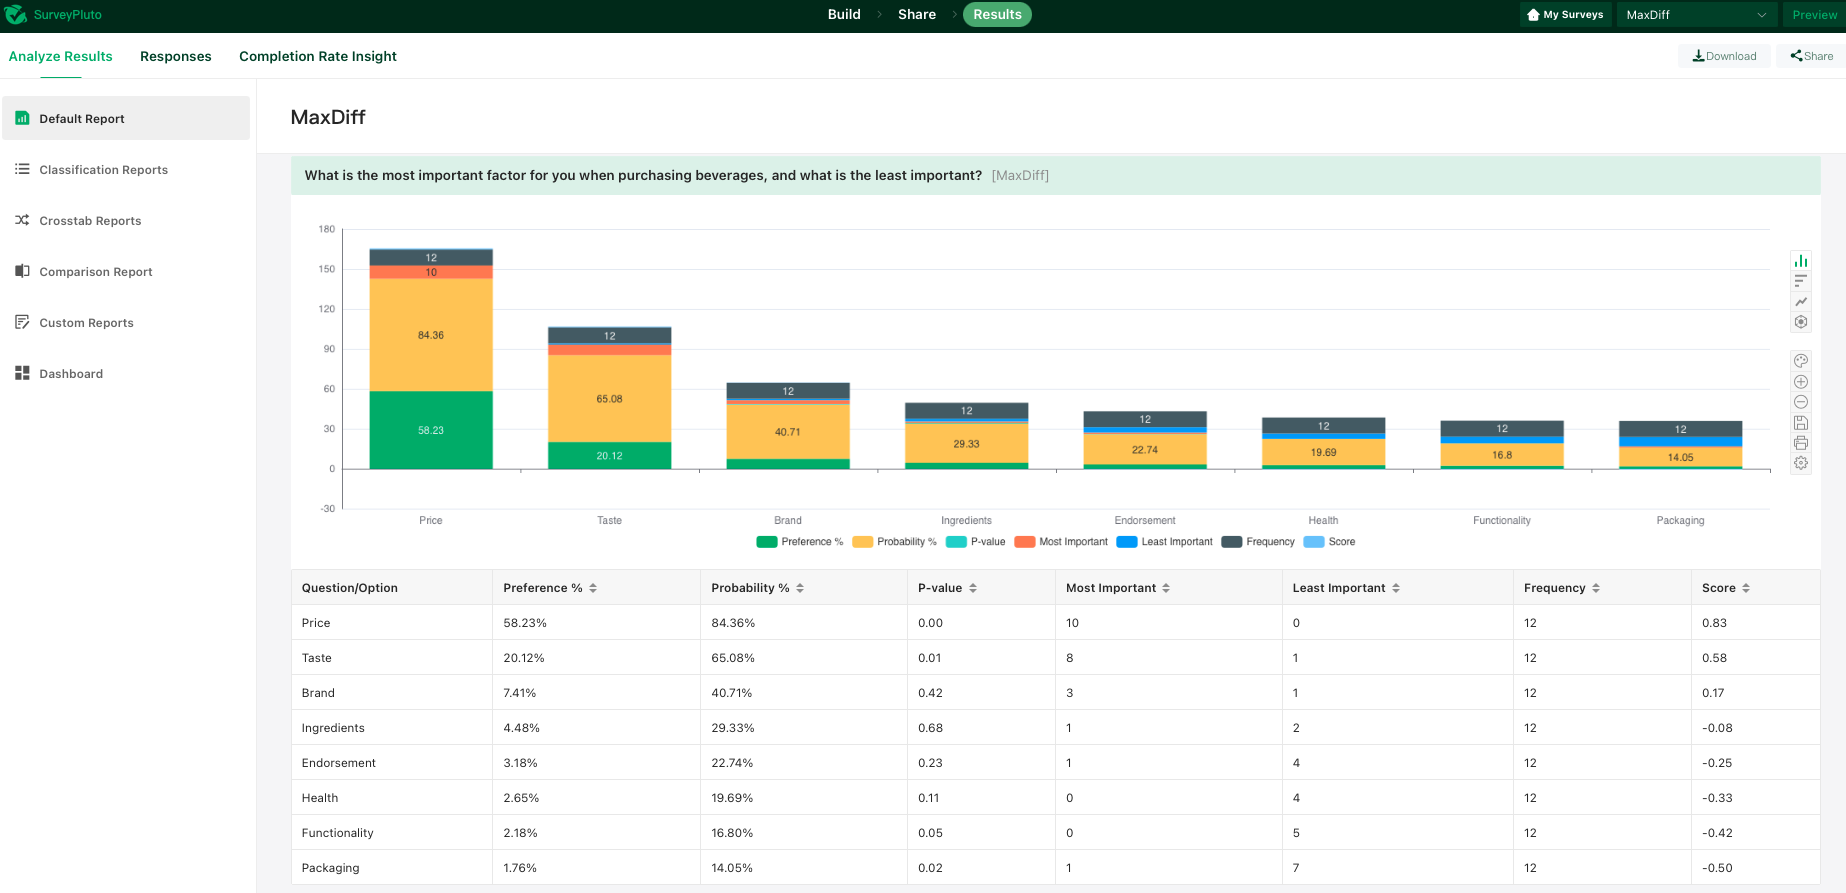 SurveyPluto Build Share Results My Surveys MaxDiff Preview
Analyze Results Responses Completion Rate Insight Download Share
Default Report
Classification Reports
Crosstab Reports
Comparison Report
Custom Reports
Dashboard
MaxDiff
What is the most important factor for you when purchasing beverages, and what is the least important? [MaxDiff]
180
150
120
90
60
30
0
-30
12
10
84.36
58.23
12
65.08
20.12
12
40.71
12
29.33
12
22.74
12
19.69
12
16.8
12
14.05
Price Taste Brand Ingredients Endorsement Health Functionality Packaging
Preference % Probability % P-value Most Important Least Important Frequency Score
Question/Option Preference % Probability % P-value Most Important Least Important Frequency Score
Price 58.23% 84.36% 0.00 10 0 12 0.83
Taste 20.12% 65.08% 0.01 8 1 12 0.58
Brand 7.41% 40.71% 0.42 3 1 12 0.17
Ingredients 4.48% 29.33% 0.68 1 2 12 -0.08
Endorsement 3.18% 22.74% 0.23 1 4 12 -0.25
Health 2.65% 19.69% 0.11 0 4 12 -0.33
Functionality 2.18% 16.80% 0.05 0 5 12 -0.42
Packaging 1.76% 14.05% 0.02 1 7 12 -0.50